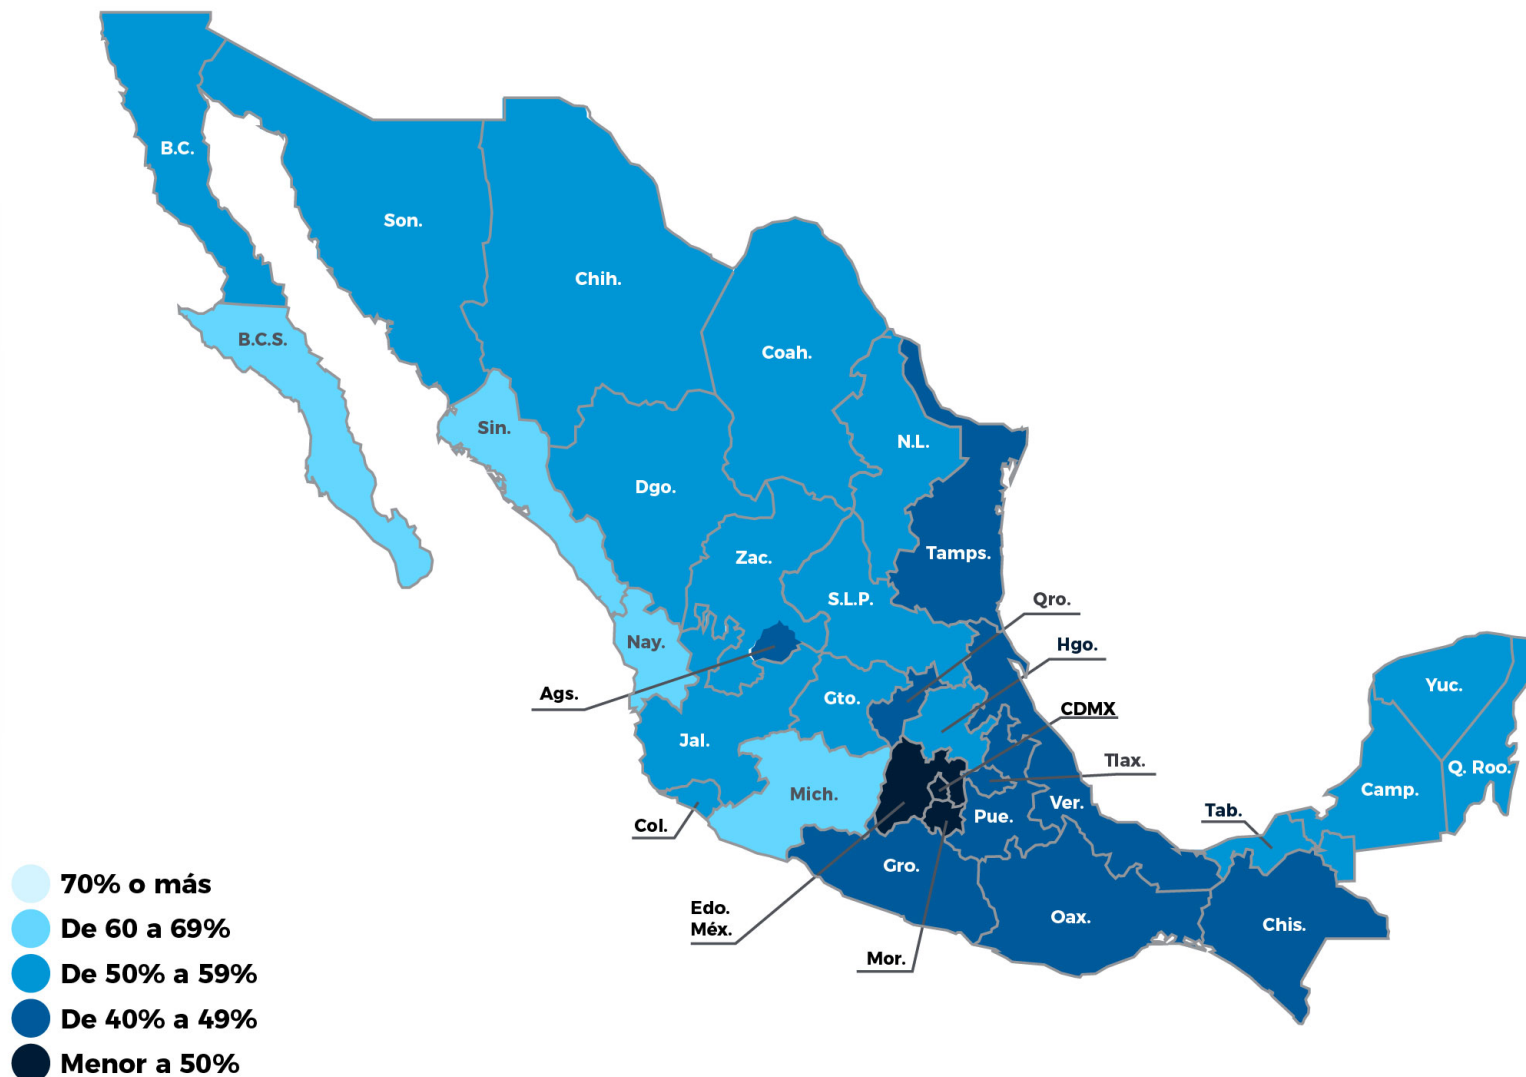 B.C.
Son.
Chih.
B.C.S.
Coah.
Sin.
N.L.
Dgo.
Tamps.
Zac.
S.L.P.
Qro.
Nay.
Hgo.
Yuc.
Ags.
Gto.
CDMX
Jal.
Tlax.
Q. Roo.
Camp.
Mich.
Ver.
Tab.
Pue.
Col.
Gro.
Edo.
Méx.
Oax.
Chis.
Mor.
70% o más
De 60 a 69%
De 50% a 59%
De 40% a 49%
Menor a 50%